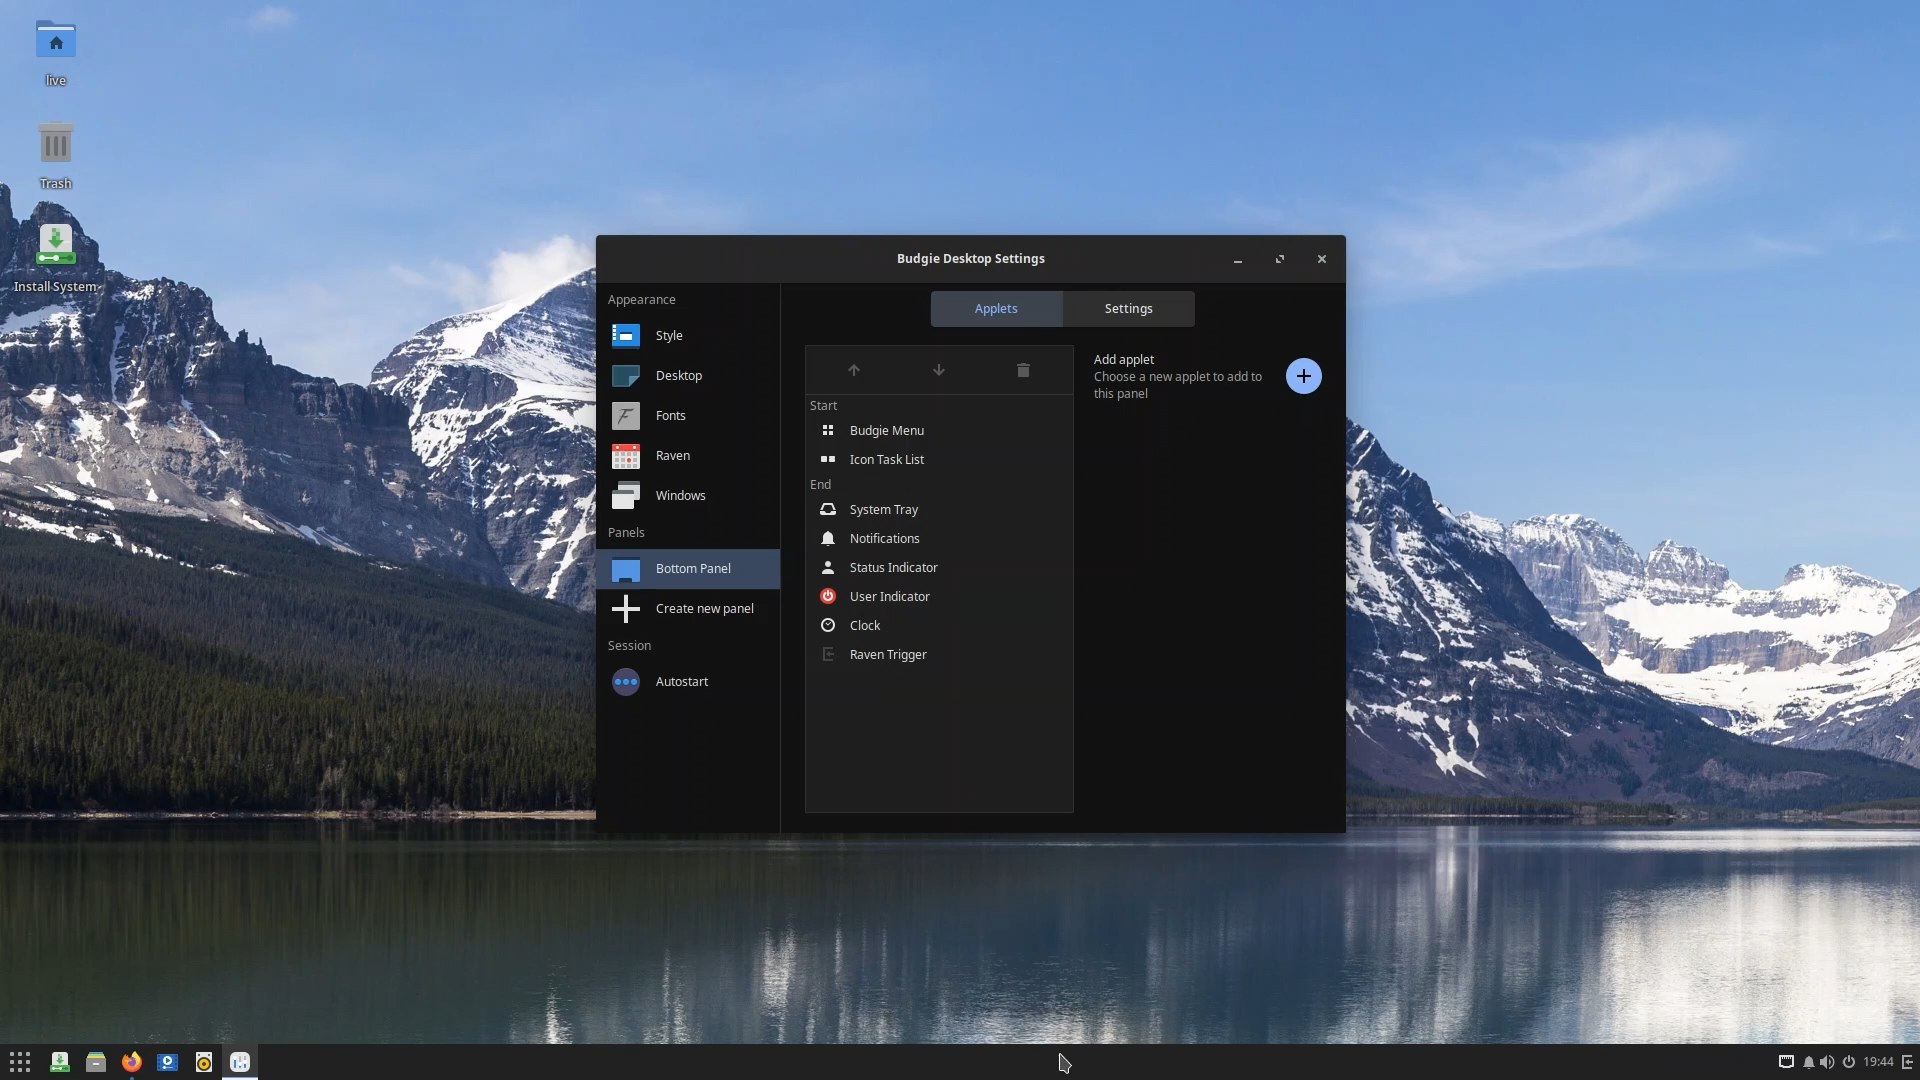 live
Trash
Install System
Budgie Desktop Settings
Appearance
Style
Desktop
Fonts
Raven
Windows
Panels
Bottom Panel
Create new panel
Session
Autostart
Applets
Settings
Start
Budgie Menu
Icon Task List
End
System Tray
Notifications
Status Indicator
User Indicator
Clock
Raven Trigger
Add applet
Choose a new applet to add to
this panel
19:44